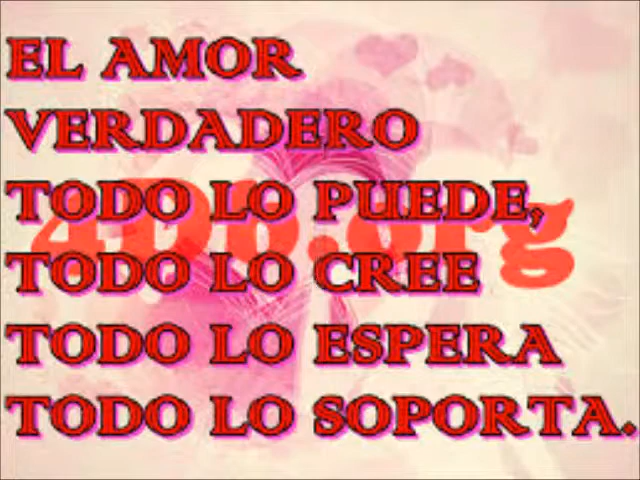 EL AMOR
VERDADERO
TODO LO PUEDE,
TODO LO CREE
TODO LO ESPERA
TODO LO SOPORTA.